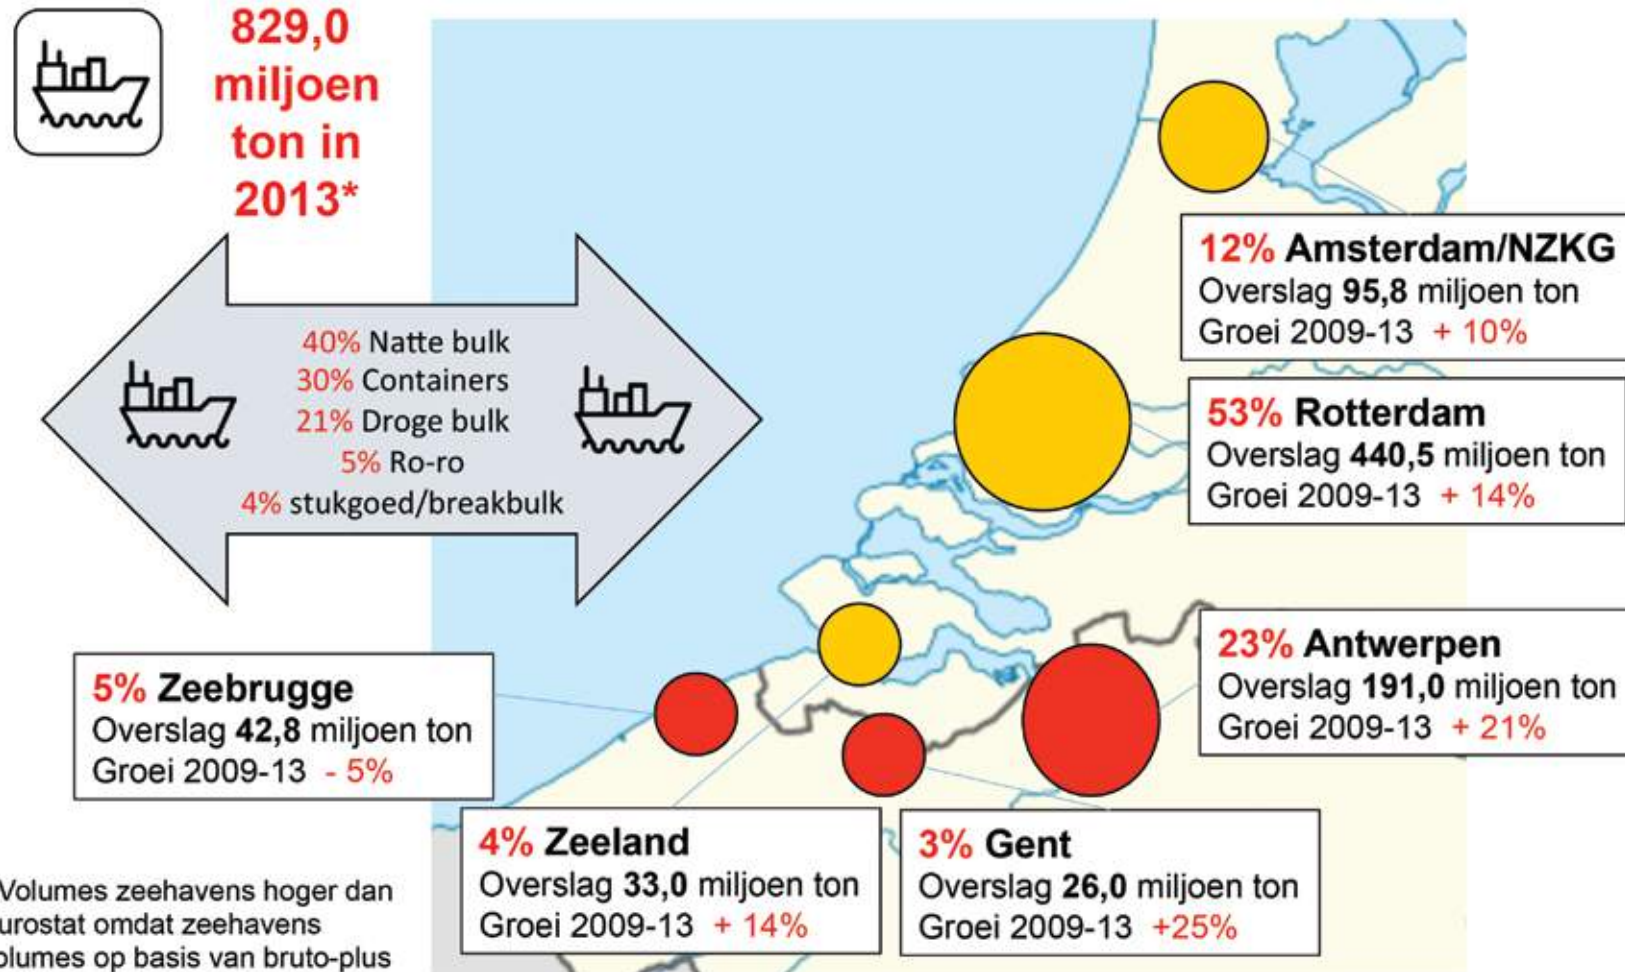 829,0
miljoen
ton in
2013*
40% Natte bulk
30% Containers
21% Droge bulk
5% Ro-ro
4% stukgoed/breakbulk
12% Amsterdam/NZKG
Overslag 95,8 miljoen ton
Groei 2009-13 + 10%
53% Rotterdam
Overslag 440,5 miljoen ton
Groei 2009-13 + 14%
23% Antwerpen
Overslag 191,0 miljoen ton
Groei 2009-13 + 21%
5% Zeebrugge
Overslag 42,8 miljoen ton
Groei 2009-13 - 5%
4% Zeeland
Overslag 33,0 miljoen ton
Groei 2009-13 + 14%
3% Gent
Overslag 26,0 miljoen ton
Groei 2009-13 +25%
Volumes zeehavens hoger dan
urostat omdat zeehavens
olumes op basis van bruto-plus